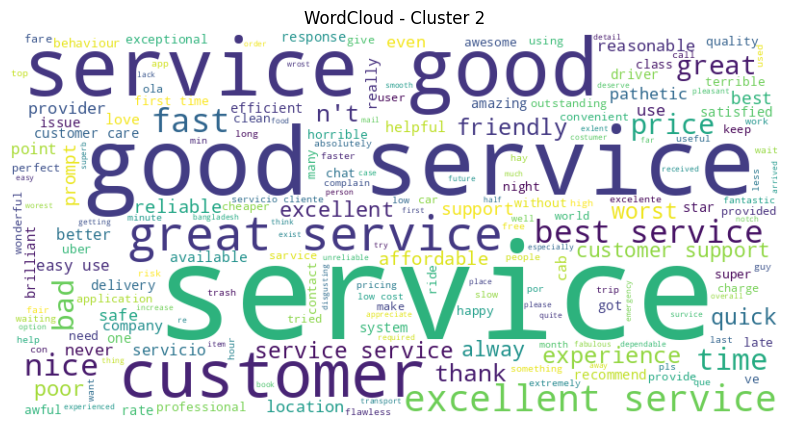 WordCloud - Cluster 2
fare behaviour exceptional response give even awesome using detail call reasonable quality used
app order service good class great
top lack wrost really smooth deserve pleasant
ola user driver terrible
provider first time efficient n't amazing outstanding pathetic best
issue love clean fast friendly convenient use satisfied
customer care min long horrible helpful price exlent costumer keep work
point food mail absolutely far useful wait
perfect prompt many faster good service hay night without high less
easy superb chat case complain servicio cliente low excelente fantastic arrived
wonderful reliable cheaper car person future half star provided received
worest getting minute bangladesh excellent first support worst much notch
better great service think well world best service
brilliant uber available exist try affordable free people guy
easy use sarvice unreliable especially cab customer support
delivery risk contact pricing ride place super charge
bad application trash disgusting low cost slow happy por trip overall
fair safe increase service make please quite emergency quick
waiting company tried appreciate system got fabulous dependable survice
option need one re required month last late
help never servicio item service service alway experience time
con thing hour something away pls
nice want customer thank recommend provide que ve
poor book extremely
awful experienced rate professional location transport flawless excellent service